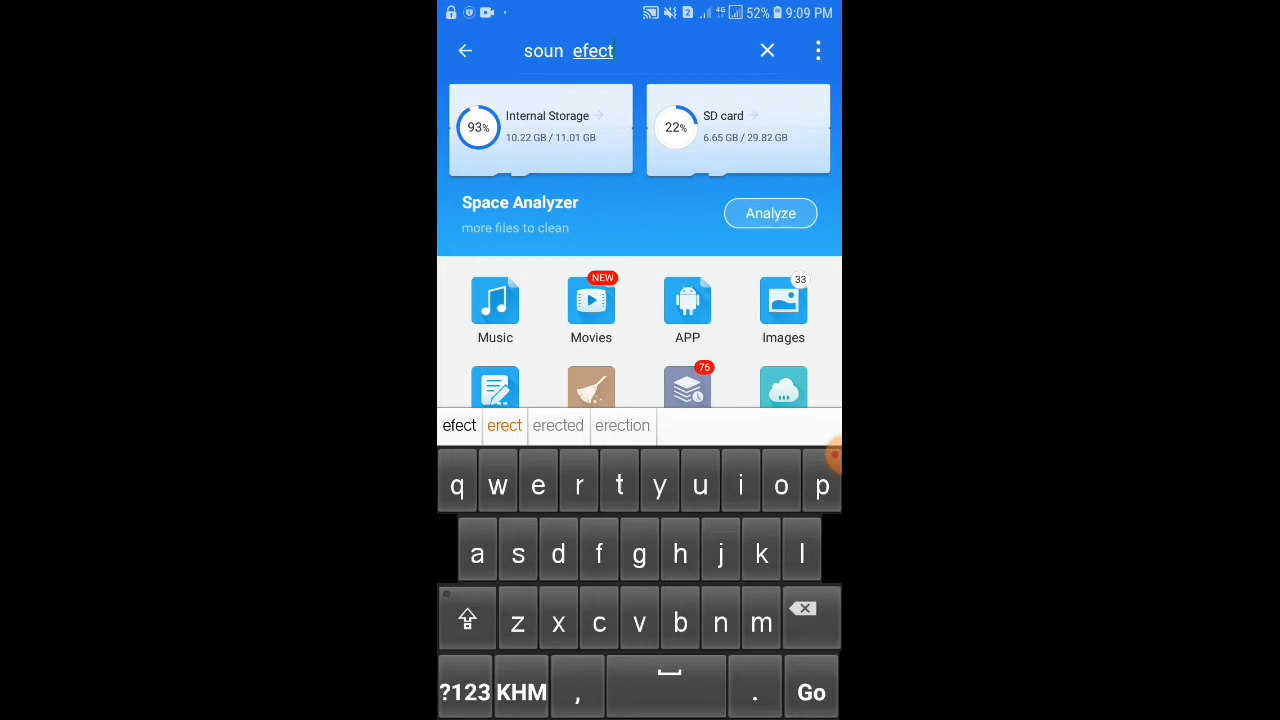 2 4G 52% 9:09 PM
soun efect
Internal Storage SD card
93% 10.22 GB / 11.01 GB 22% 6.65 GB / 29.82 GB
Space Analyzer Analyze
more files to clean
NEW 33
Music Movies APP Images
76
efect erect erected erection
q w e r t y u i o p
a s d f g h j k l
z x c v b n m
?123 KHM , . Go